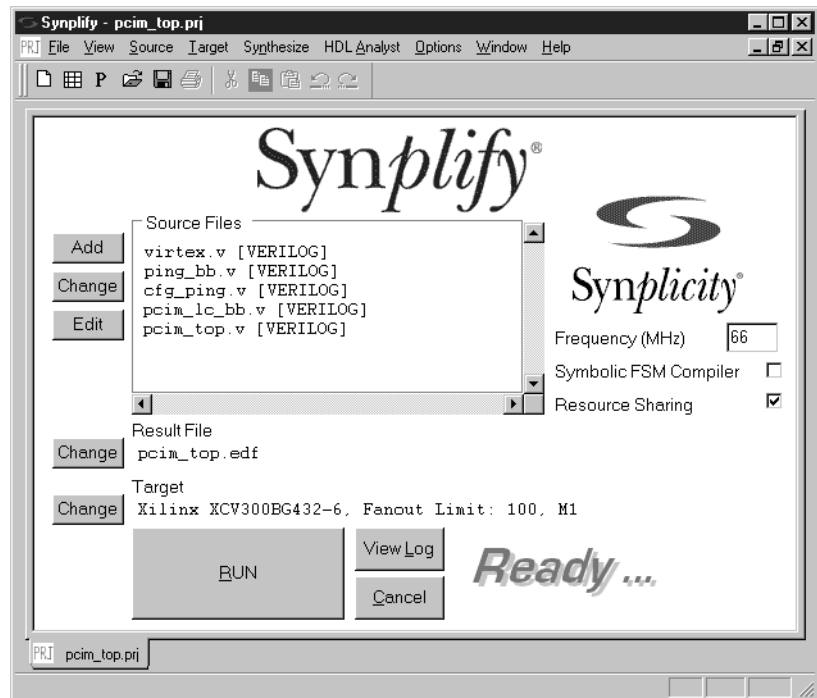 Synplify - pcim_top.prj
PRJ File View Source Target Synthesize HDL Analyst Options Window Help
P
Synplify®
Source Files
Add
Change
Edit
virtex.v [VERILOG]
ping_bb.v [VERILOG]
cfg_ping.v [VERILOG]
pcim_lc_bb.v [VERILOG]
pcim_top.v [VERILOG]
Synplicity®
Frequency (MHz) 66
Symbolic FSM Compiler
Resource Sharing
Result File
Change pcim_top.edf
Target
Change Xilinx XCV300BG432-6, Fanout Limit: 100, M1
RUN
View Log
Cancel
Ready ...
PRJ pcim_top.prj